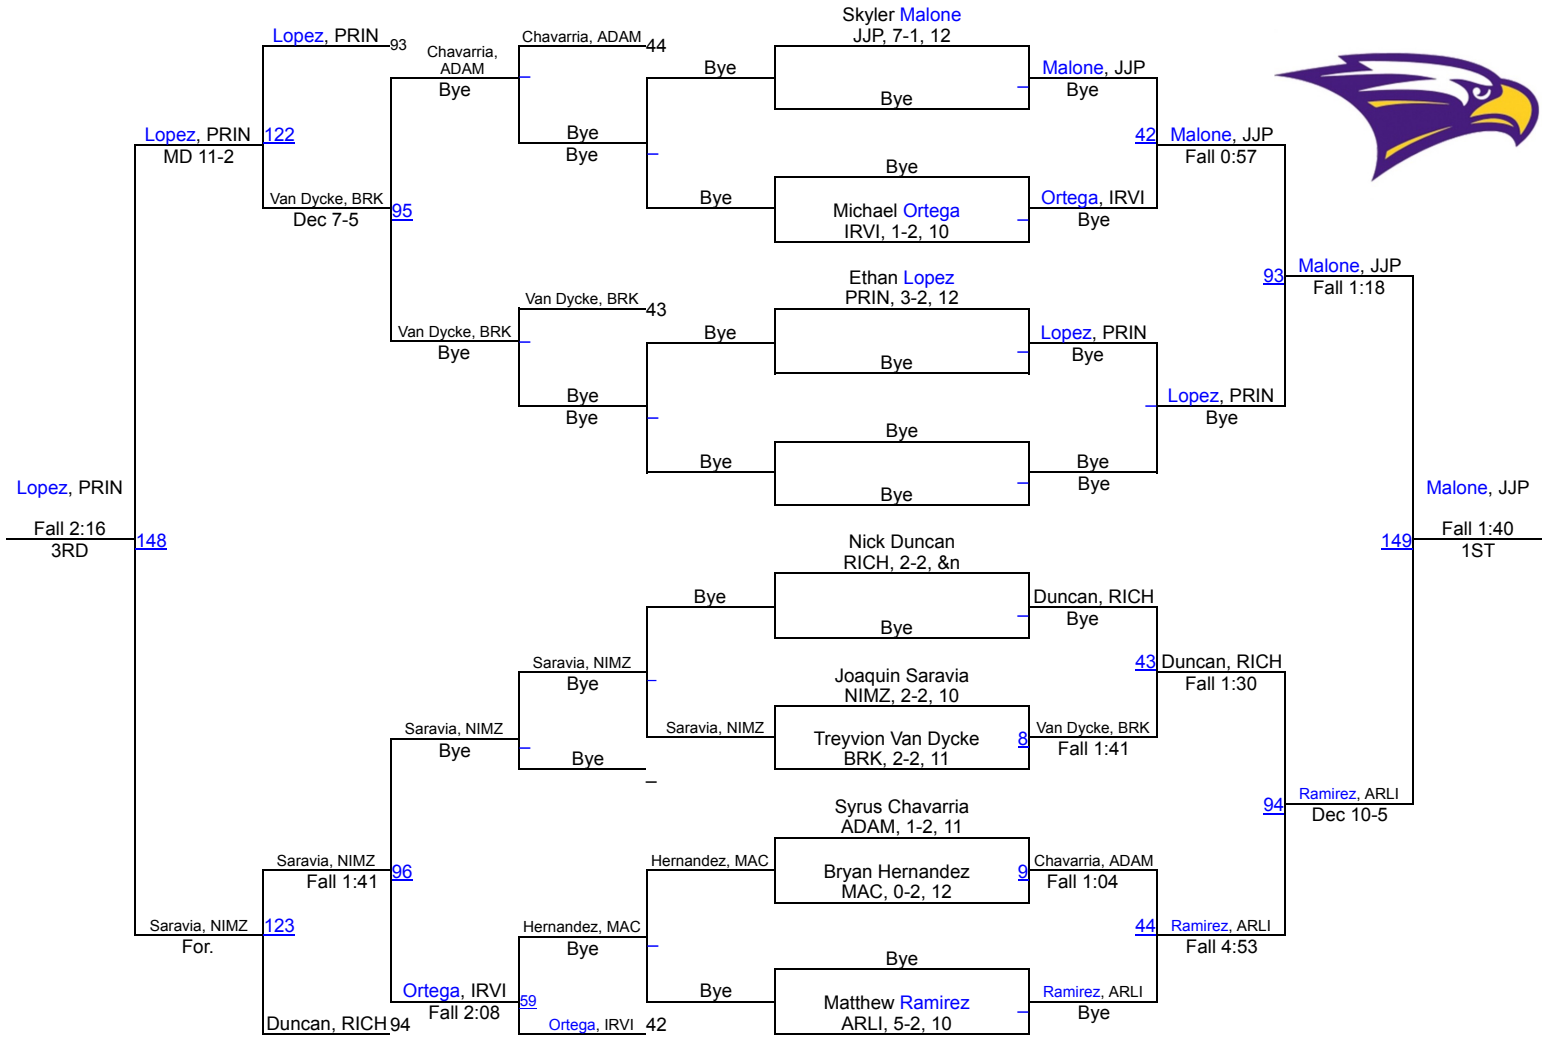 Skyler Malone
JJP, 7-1, 12
Lopez, PRIN 93
Chavarria, ADAM 44
Chavarria,
ADAM
Bye
Bye
Malone, JJP
Bye
Bye
Lopez, PRIN
MD 11-2
122
Bye
Bye
42
Malone, JJP
Fall 0:57
Bye
Van Dycke, BRK
Dec 7-5
95
Bye
Michael Ortega
IRVI, 1-2, 10
Ortega, IRVI
Bye
Ethan Lopez
PRIN, 3-2, 12
93
Malone, JJP
Fall 1:18
Van Dycke, BRK 43
Van Dycke, BRK
Bye
Bye
Bye
Lopez, PRIN
Bye
Bye
Bye
Lopez, PRIN
Bye
Bye
Bye
Bye
Bye
Bye
Lopez, PRIN
Fall 2:16
3RD
148
Malone, JJP
149
Fall 1:40
1ST
Nick Duncan
RICH, 2-2, &n
Bye
Bye
Duncan, RICH
Bye
Saravia, NIMZ
Bye
Joaquin Saravia
NIMZ, 2-2, 10
43
Duncan, RICH
Fall 1:30
Saravia, NIMZ
Bye
Saravia, NIMZ
Treyvion Van Dycke
BRK, 2-2, 11
8
Van Dycke, BRK
Fall 1:41
Bye
Syrus Chavarria
ADAM, 1-2, 11
94
Ramirez, ARLI
Dec 10-5
Saravia, NIMZ
Fall 1:41
96
Hernandez, MAC
Bryan Hernandez
MAC, 0-2, 12
9
Chavarria, ADAM
Fall 1:04
Saravia, NIMZ
For.
123
Hernandez, MAC
Bye
44
Ramirez, ARLI
Fall 4:53
Bye
Ortega, IRVI
Fall 2:08
59
Bye
Matthew Ramirez
ARLI, 5-2, 10
Ramirez, ARLI
Bye
Duncan, RICH 94
Ortega, IRVI 42